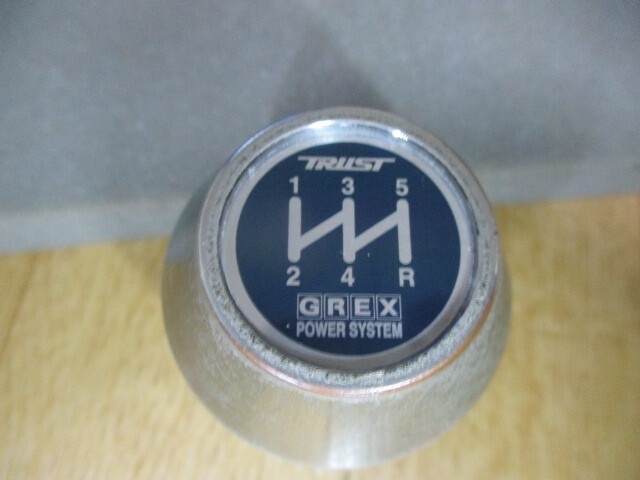 TRUST
1 3 5
2 4 R
GREX
POWER SYSTEM